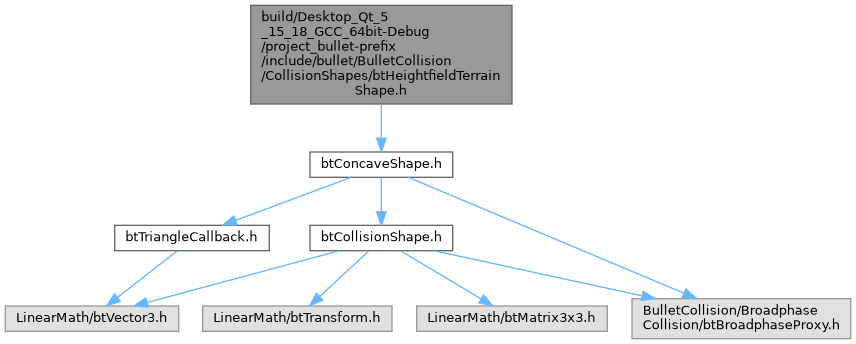 build/Desktop_Qt_5
_15_18_GCC_64bit-Debug
/project_bullet-prefix
/include/bullet/BulletCollision
/CollisionShapes/btHeightfieldTerrain
Shape.h
btConcaveShape.h
btTriangleCallback.h
btCollisionShape.h
LinearMath/btVector3.h
LinearMath/btTransform.h
LinearMath/btMatrix3x3.h
BulletCollision/Broadphase
Collision/btBroadphaseProxy.h